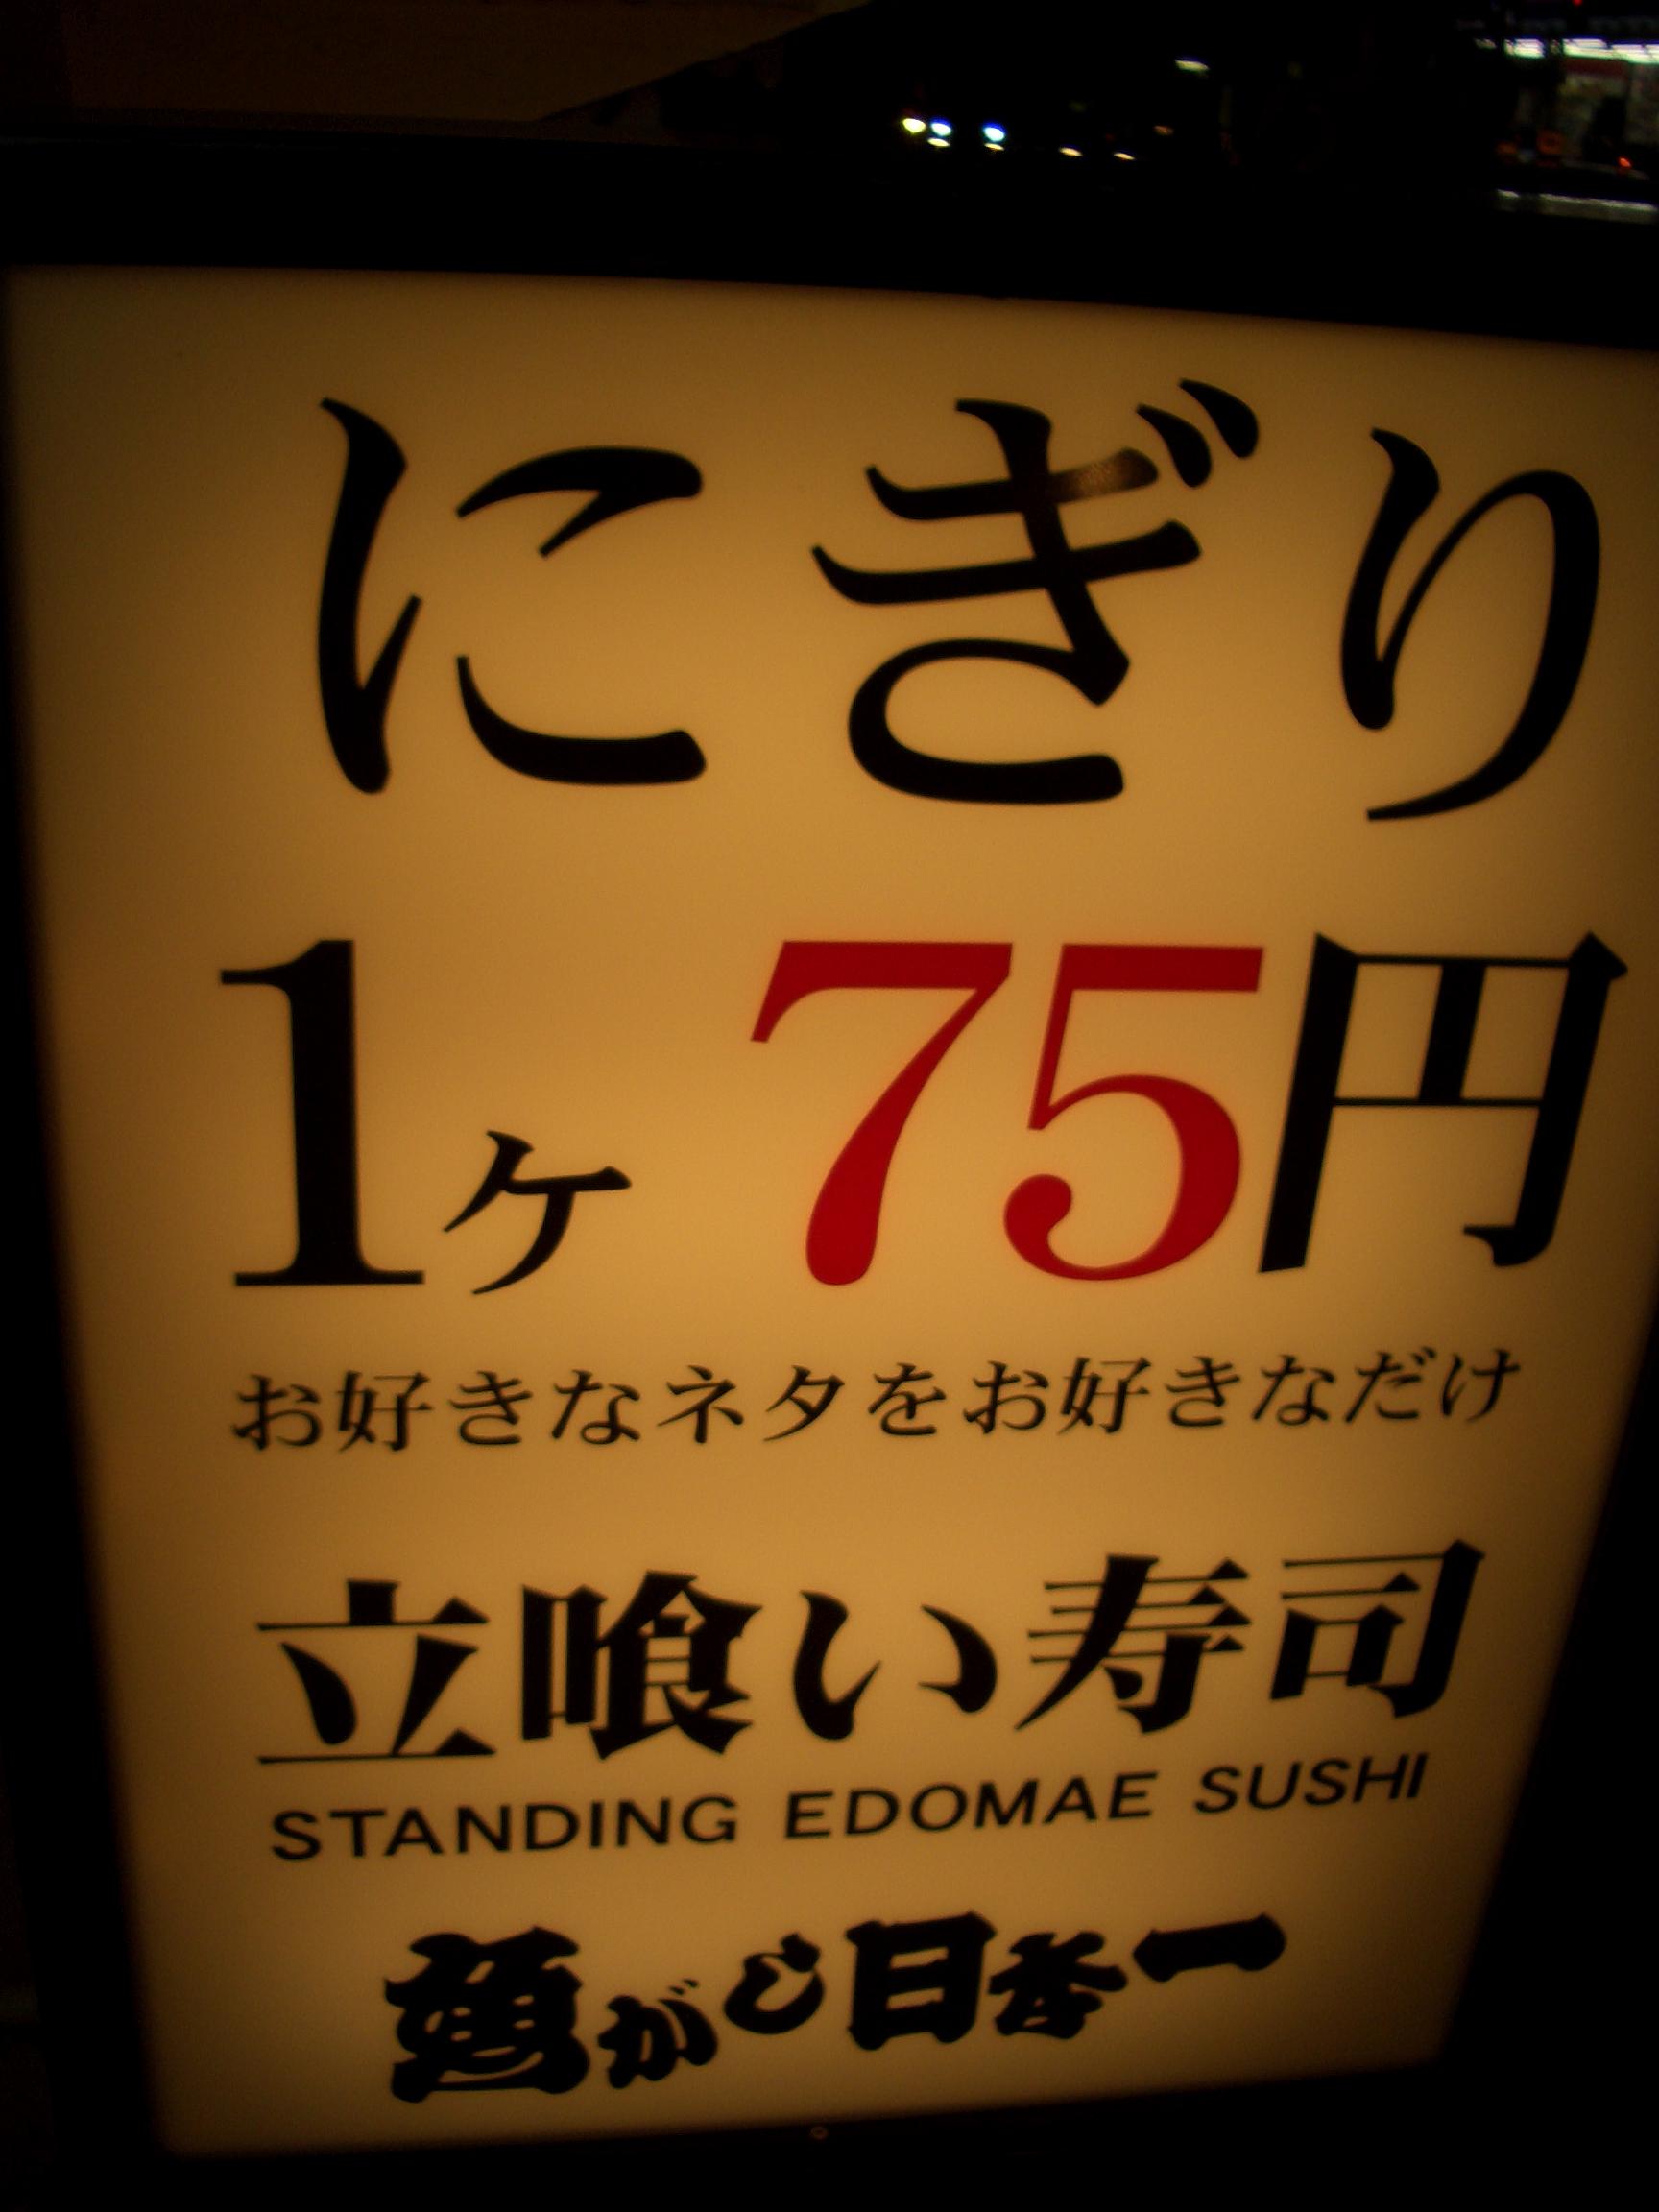 にぎり
1ヶ 75円
お好きなネタをお好きなだけ
立喰い寿司
STANDING EDOMAE SUSHI
魚がし日本一